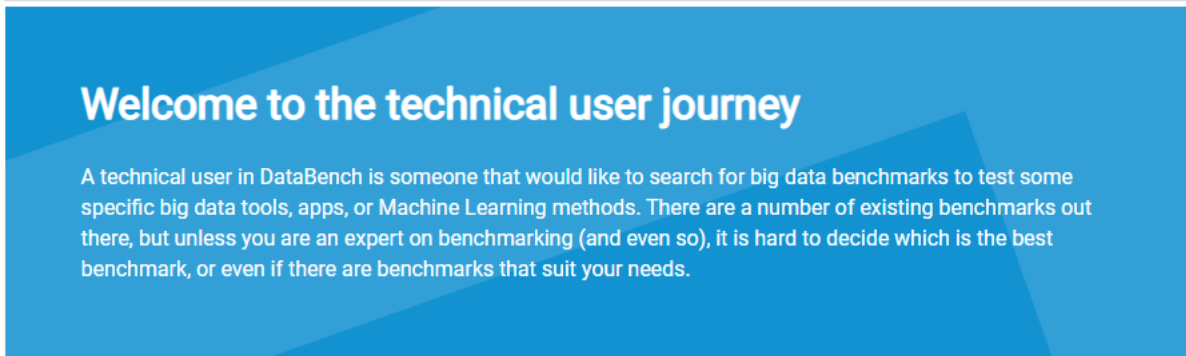 Welcome to the technical user journey
A technical user in DataBench is someone that would like to search for big data benchmarks to test some
specific big data tools, apps, or Machine Learning methods. There are a number of existing benchmarks out
there, but unless you are an expert on benchmarking (and even so), it is hard to decide which is the best
benchmark, or even if there are benchmarks that suit your needs.